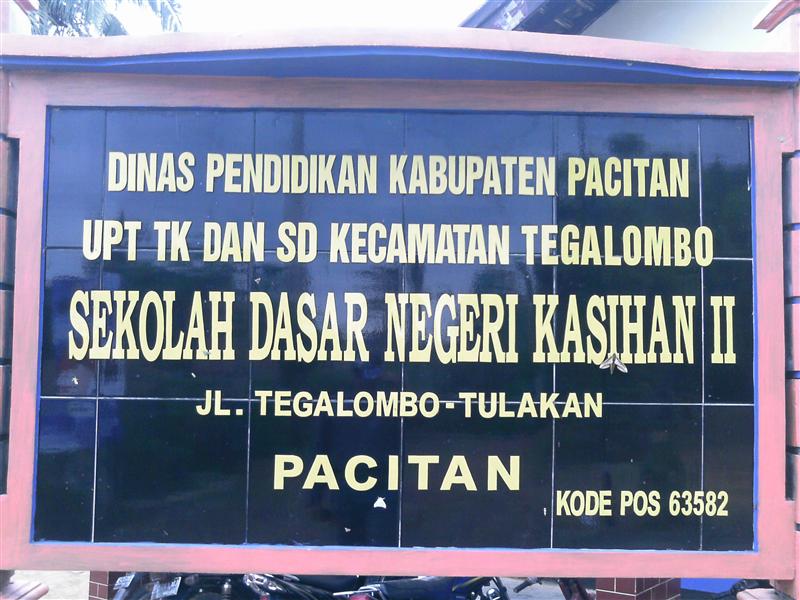 DINAS PENDIDIKAN KABUPATEN PACITAN
UPT TK DAN SD KECAMATAN TEGALOMBO
SEKOLAH DASAR NEGERI KASIHAN II
JL. TEGALOMBO-TULAKAN
PACITAN
KODE POS 63582